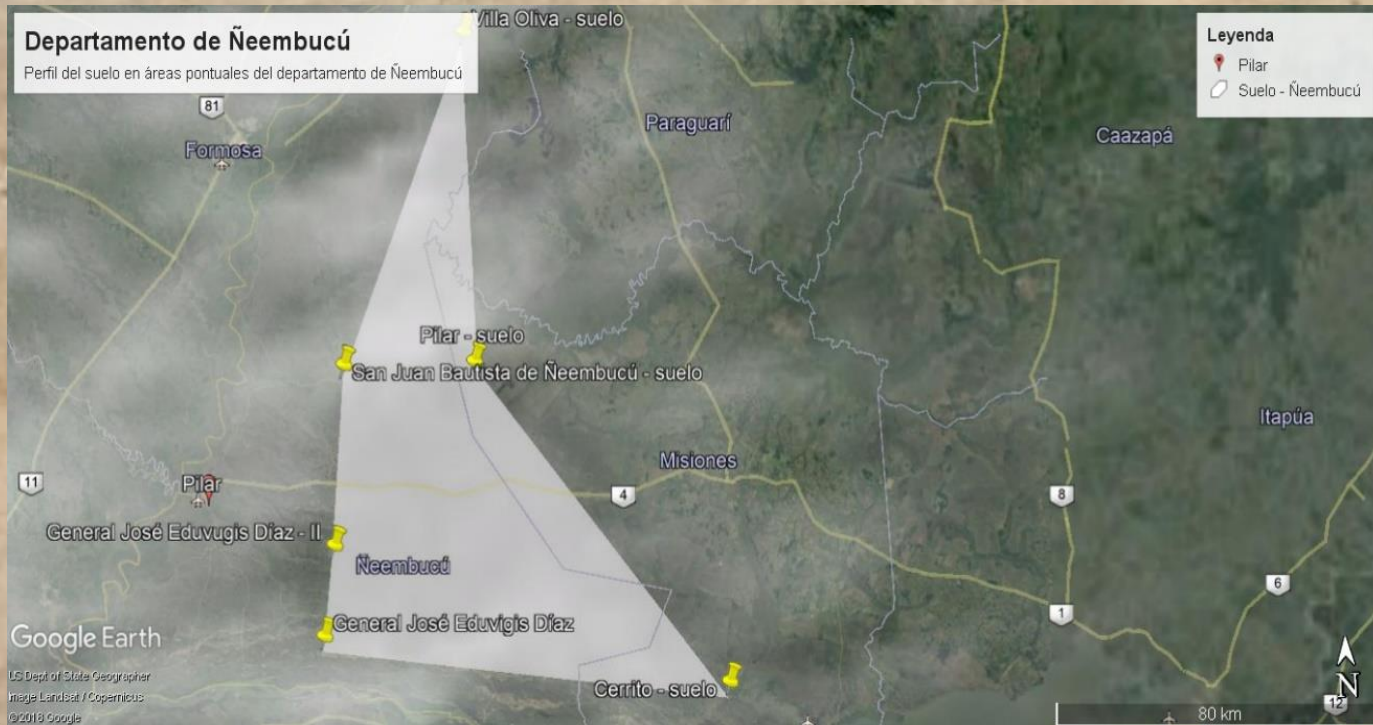 Departamento de Ñeembucú
Perfil del suelo en áreas pontuales del departamento de Ñeembucú
Villa Oliva - suelo
Leyenda
Pilar
Suelo - Ñeembucú
81
Formosa
Paraguarí
Caazapá
Pilar - suelo
San Juan Bautista de Ñeembucú - suelo
Itapúa
Misiones
11
Pilar
4
8
General José Eduvugis Díaz - II
Ñeembucú
6
1
General José Eduvigis Díaz
Google Earth
US Dept of State Geographer
Image Landsat / Copernicus
©2018 Google
Cerrito - suelo
N
12
80 km